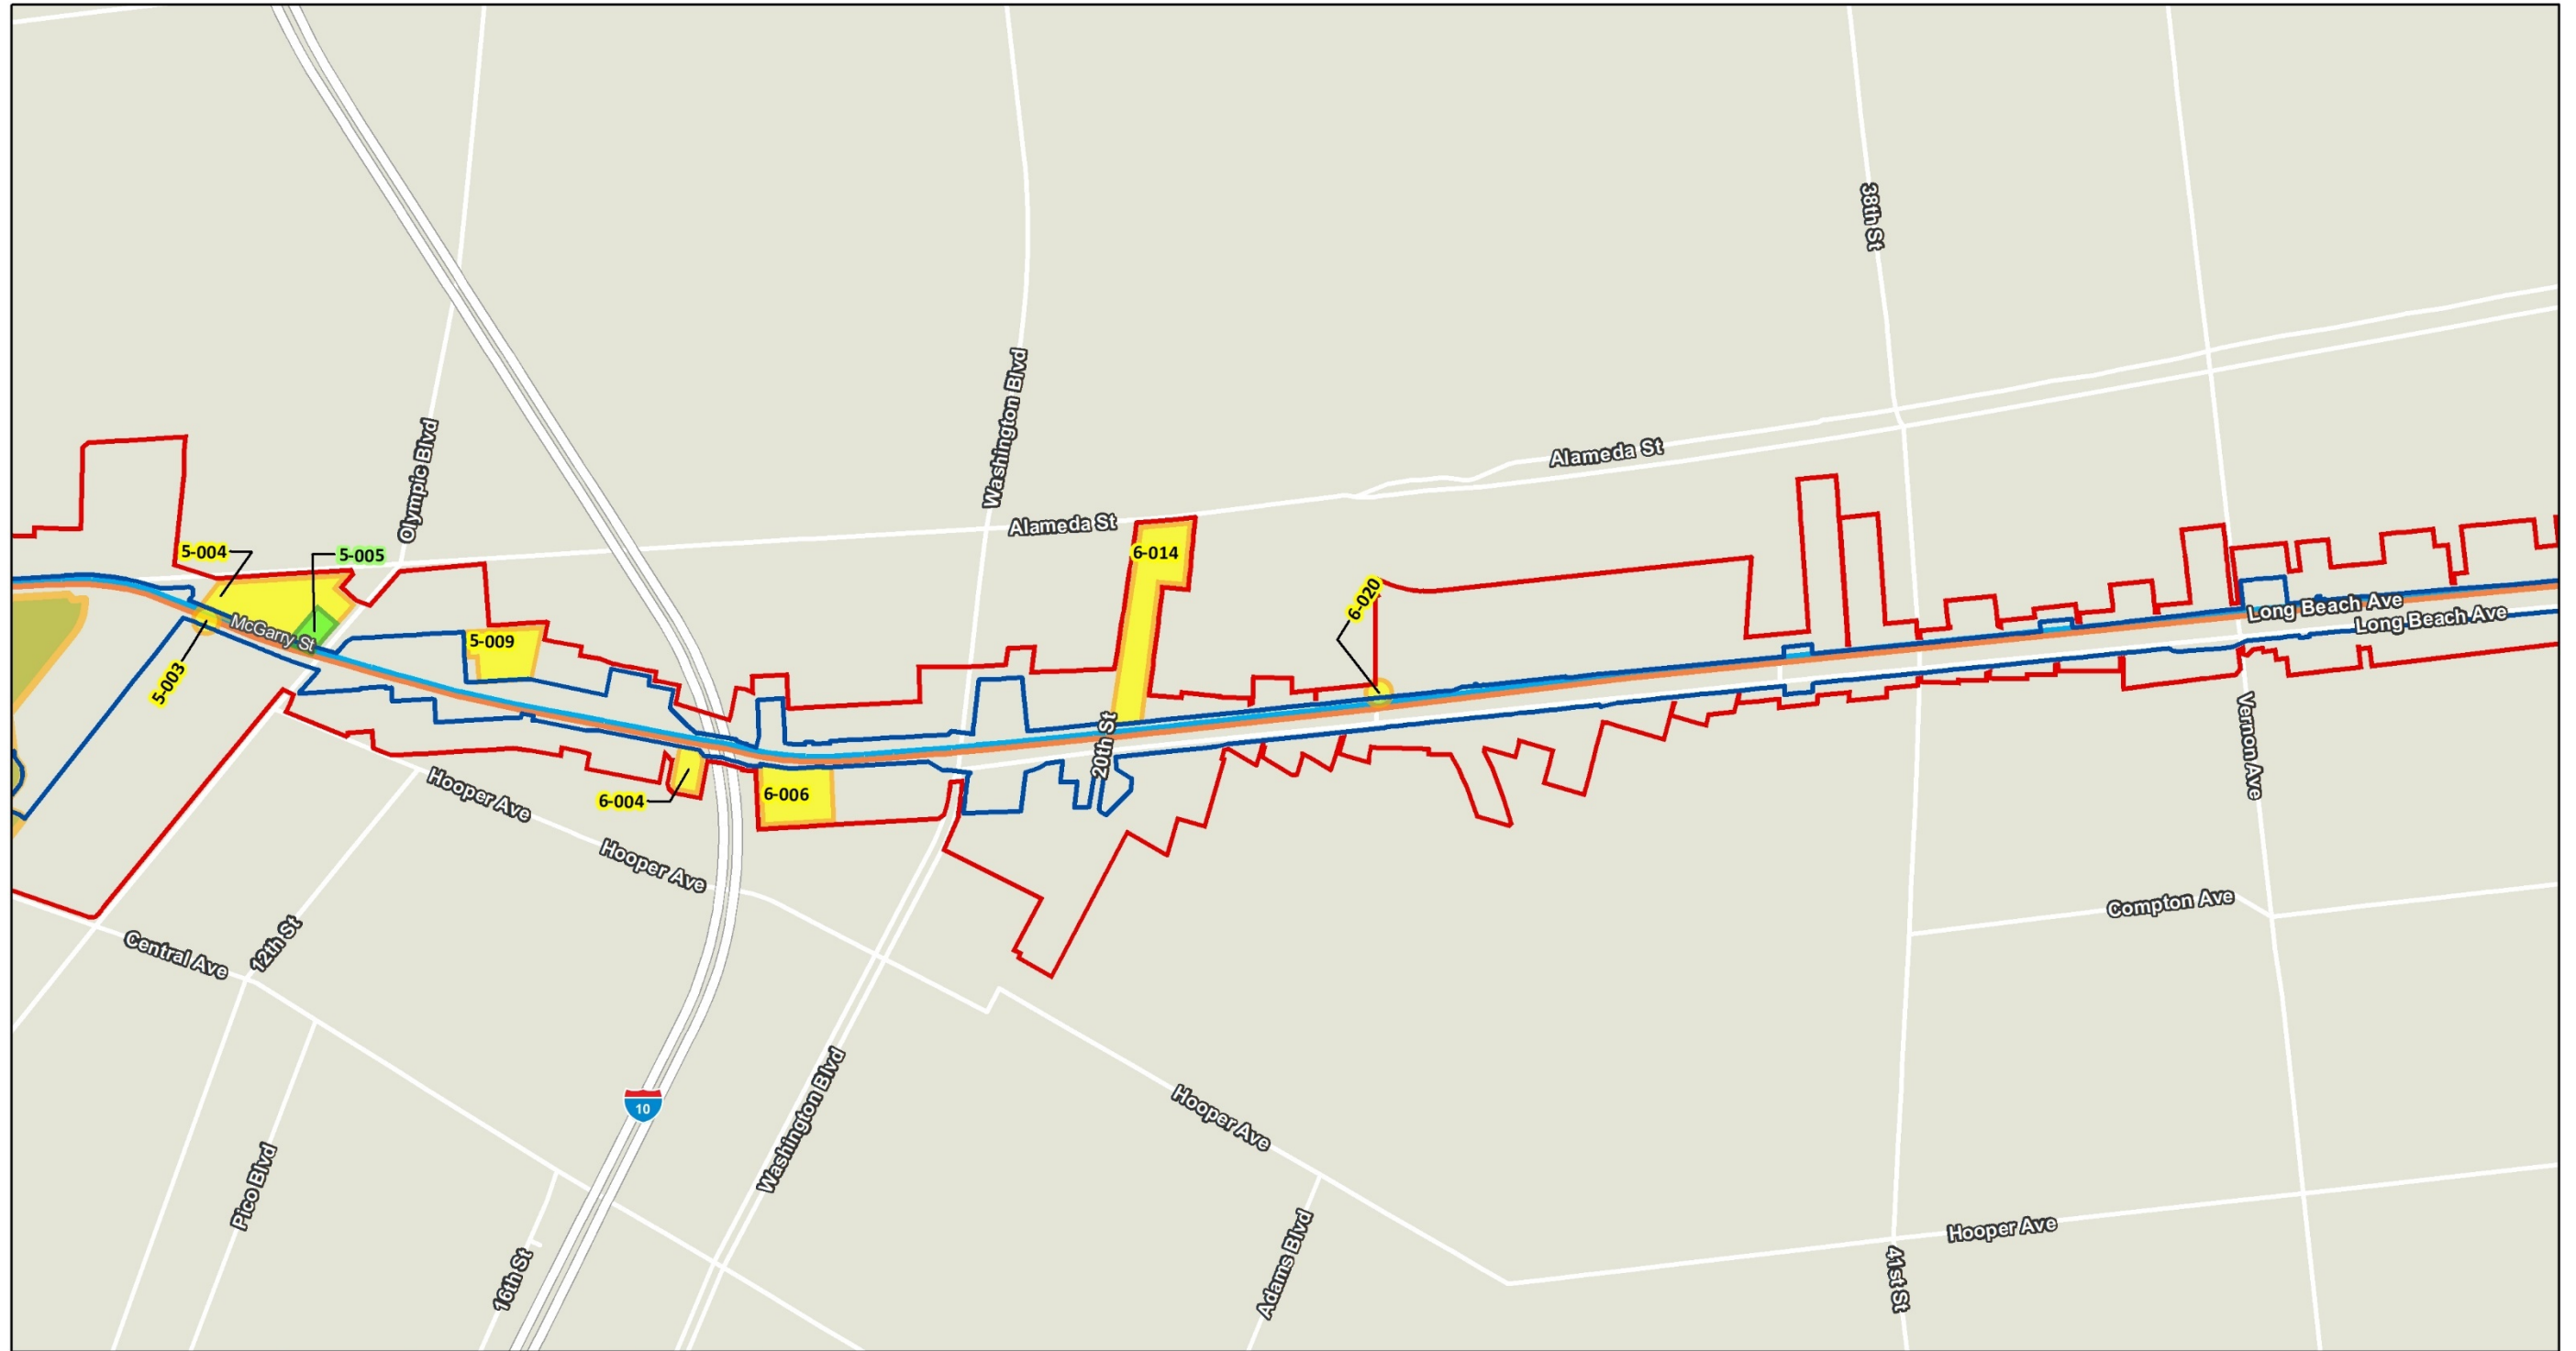 38th St
Washington Blvd
Olympic Blvd
Alameda St
Alameda St
5-004
5-005
6-014
6-020
McGarry St
5-009
5-003
Long Beach Ave
Long Beach Ave
20th St
Vernon Ave
6-004
6-006
Hooper Ave
Hooper Ave
Compton Ave
Central Ave
12th St
10
Washington Blvd
Hooper Ave
Pico Blvd
16th St
Adams Blvd
Hooper Ave
41st St